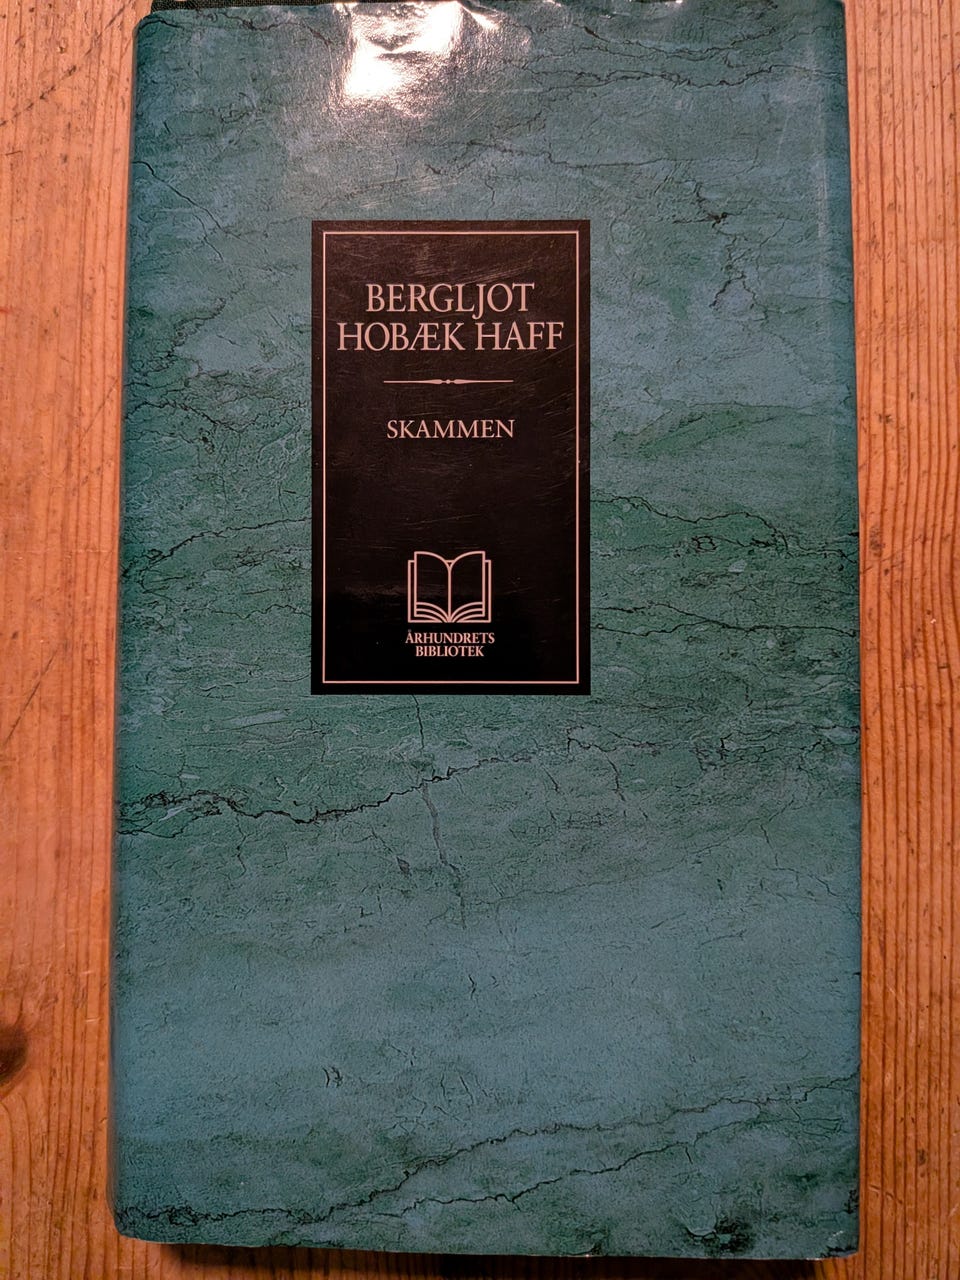 BERGLJOT
HOBÆK HAFF
SKAMMEN
ÅRHUNDRETS
BIBLIOTEK